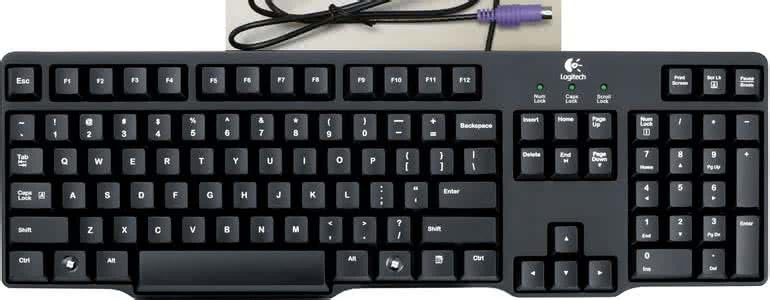 Logitech
Esc F1 F2 F3 F4 F5 F6 F7 F8 F9 F10 F11 F12
Print Screen Scr Lk Pause Break
Num Lock Caps Lock Scroll Lock
~ ! @ # $ % ^ & * ( ) _ +
` 1 2 3 4 5 6 7 8 9 0 - = Backspace
Insert Home Page Up
Num Lock / * -
Tab Q W E R T Y U I O P { [ } ] | \
Delete End Page Down
7 Home 8 9 Pg Up +
Caps Lock A A S D F G H J K L : ; " ' Enter
4 5 6
Shift Z X C V B N M < , > . ? / Shift
1 End 2 3 Pg Dn Enter
Ctrl Alt Alt Ctrl
0 Ins . Del